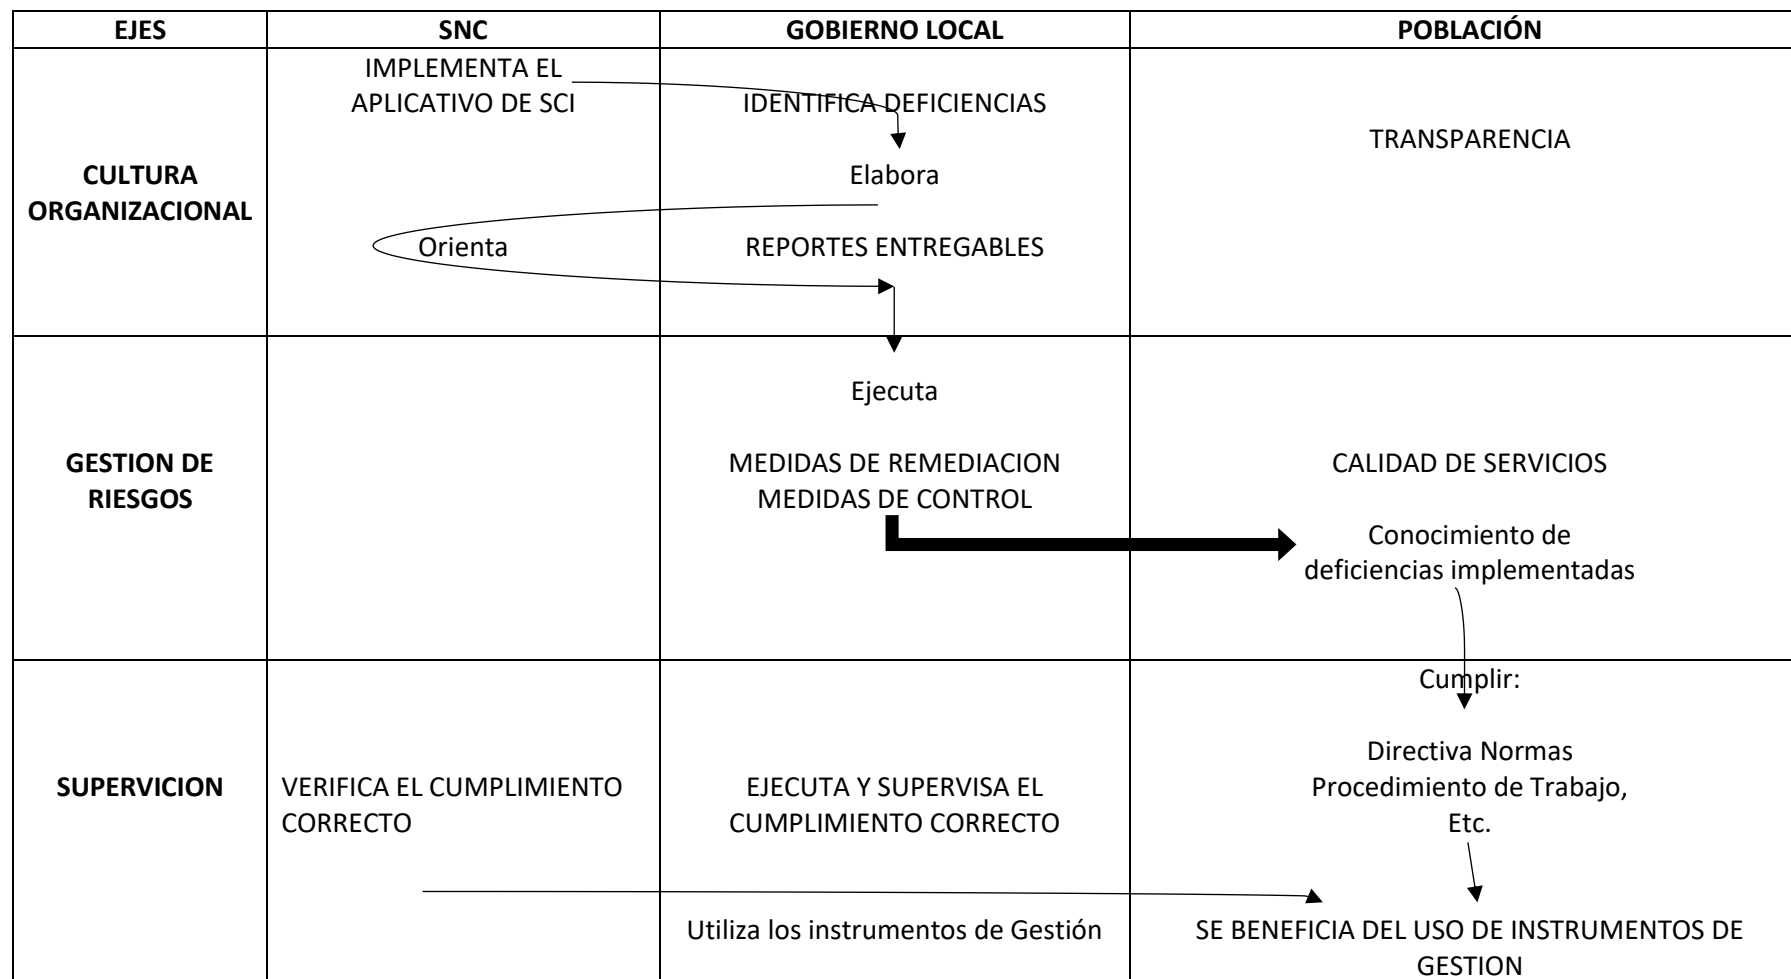 EJES
SNC
GOBIERNO LOCAL
POBLACIÓN
CULTURA
ORGANIZACIONAL
IMPLEMENTA EL
APLICATIVO DE SCI
Orienta
IDENTIFICA DEFICIENCIAS
Elabora
REPORTES ENTREGABLES
TRANSPARENCIA
GESTION DE
RIESGOS
Ejecuta
MEDIDAS DE REMEDIACION
MEDIDAS DE CONTROL
CALIDAD DE SERVICIOS
Conocimiento de
deficiencias implementadas
SUPERVICION
VERIFICA EL CUMPLIMIENTO
CORRECTO
EJECUTA Y SUPERVISA EL
CUMPLIMIENTO CORRECTO
Utiliza los instrumentos de Gestión
Cumplir:
Directiva Normas
Procedimiento de Trabajo,
Etc.
SE BENEFICIA DEL USO DE INSTRUMENTOS DE
GESTION